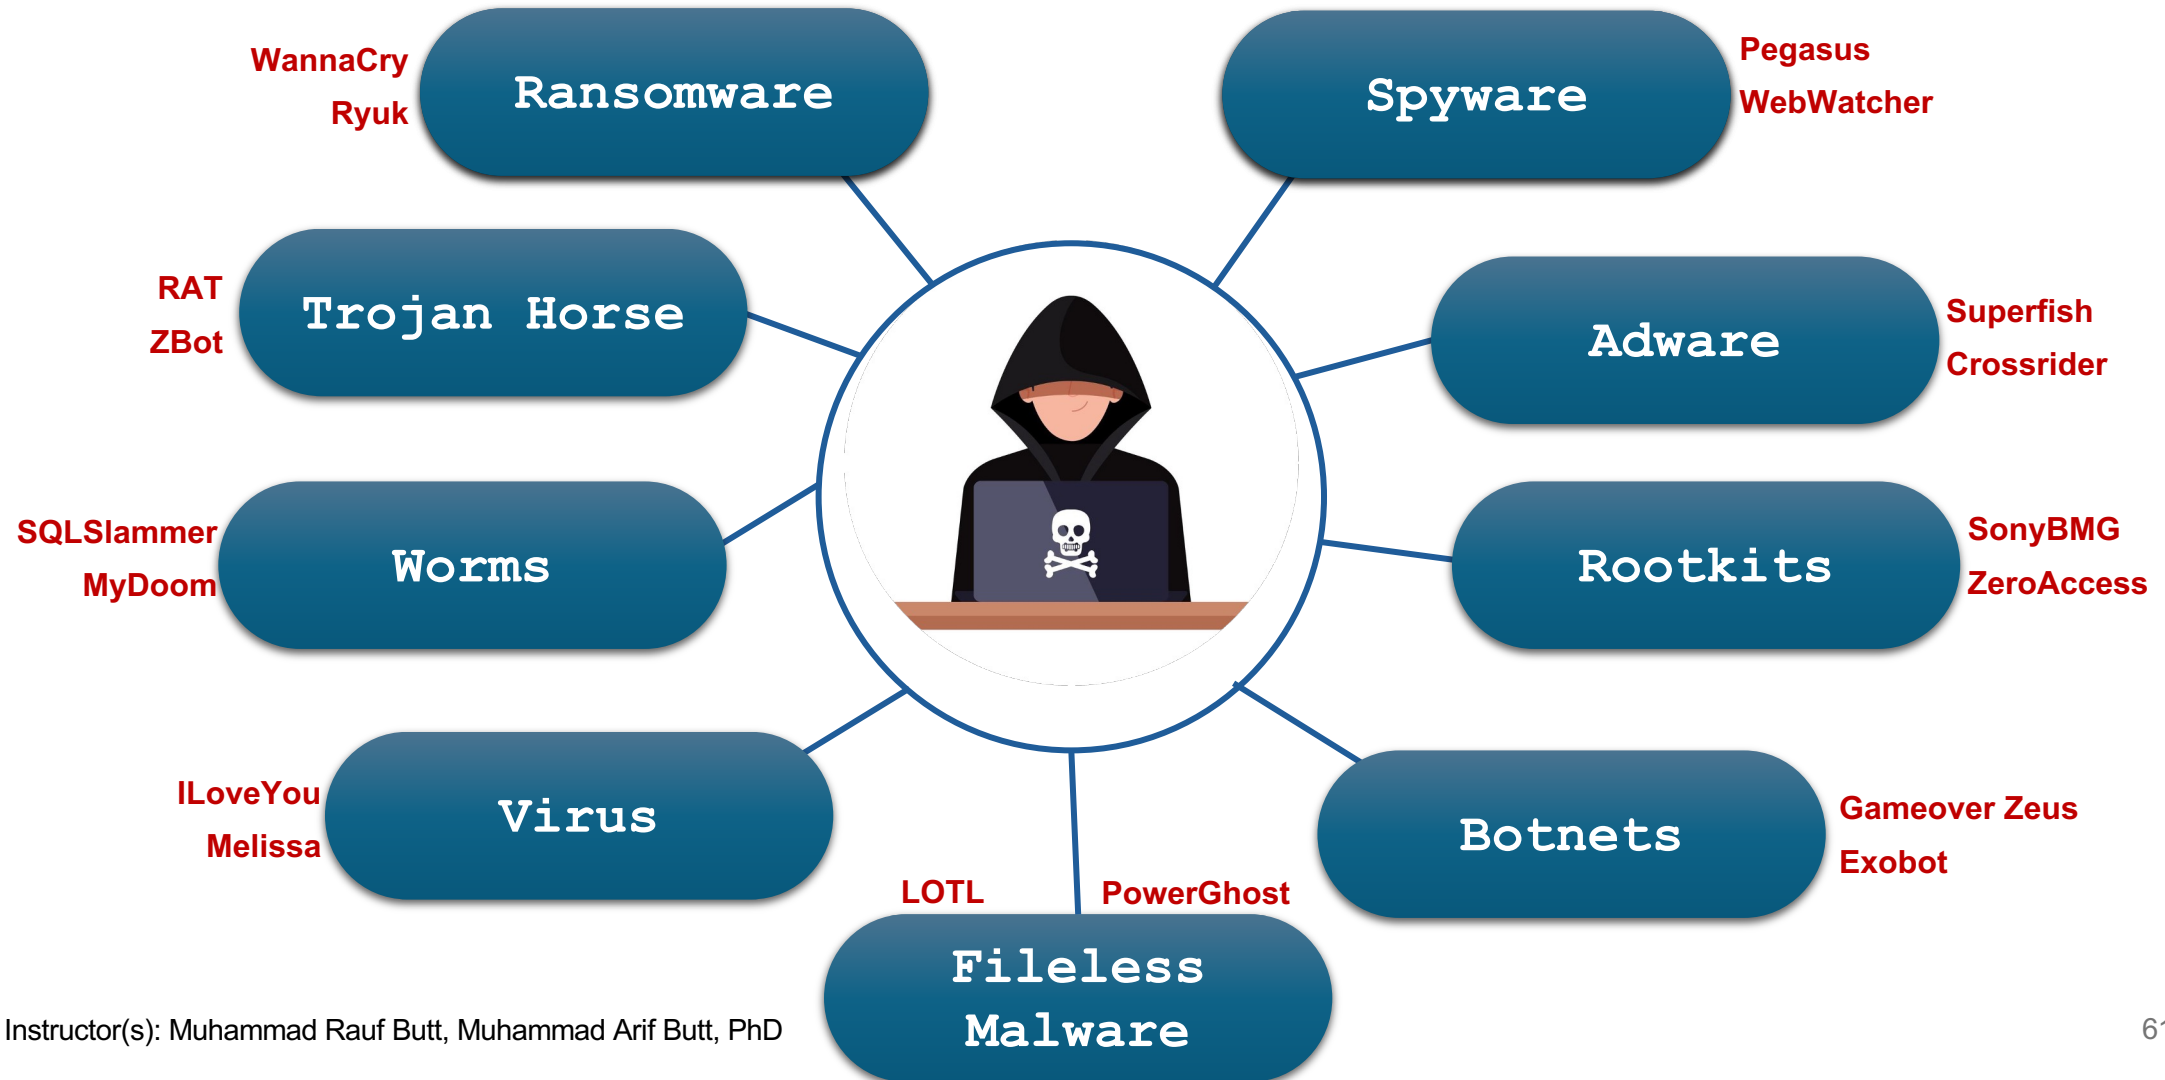 WannaCry
Ryuk
Ransomware
Spyware
Pegasus
WebWatcher
RAT
ZBot
Trojan Horse
Adware
Superfish
Crossrider
SQLSlammer
MyDoom
Worms
Rootkits
SonyBMG
ZeroAccess
ILoveYou
Melissa
Virus
Botnets
Gameover Zeus
Exobot
LOTL
PowerGhost
Fileless
Malware
Instructor(s): Muhammad Rauf Butt, Muhammad Arif Butt, PhD
61